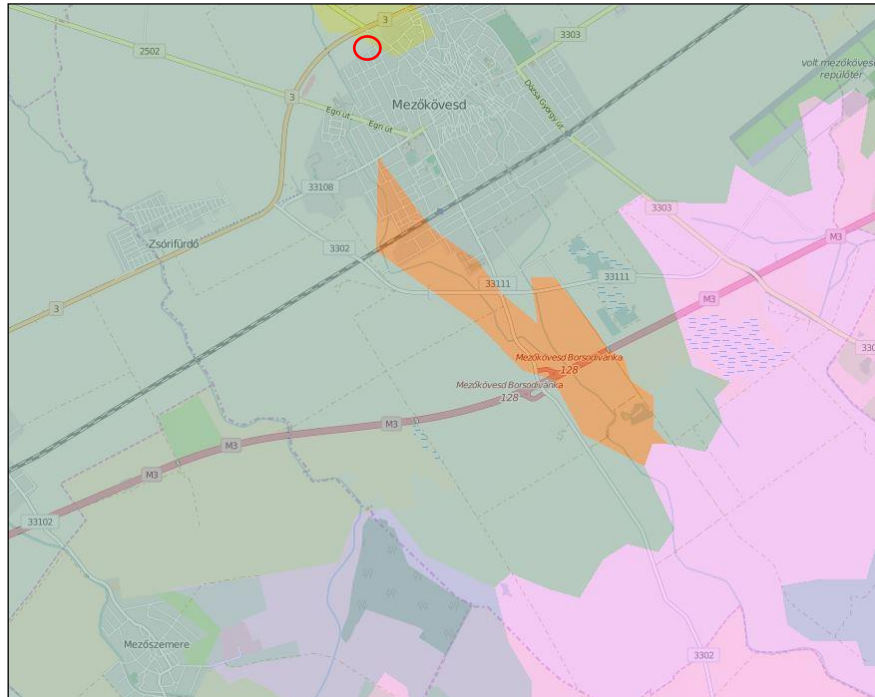 3
3303
2502
volt mezőkövesd
repülőtér
3
Mezőkövesd
Egri út
Egri út
Dózsa György út
33108
3303
Zsórifürdő
3302
M3
33111
33111
M3
3
Mezőkövesd Borsodivánka
128
Mezőkövesd Borsodivánka
128
M3
M3
M3
33102
Mezőszemere
3302